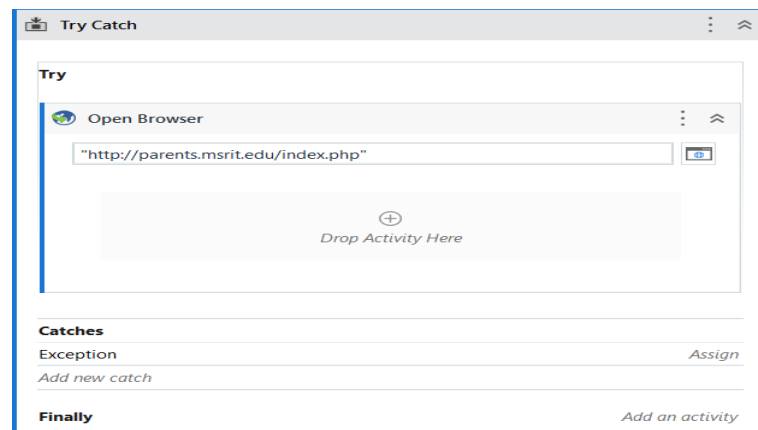 Try Catch
Try
Open Browser
"http://parents.msrit.edu/index.php"
Drop Activity Here
Catches
Exception Assign
Add new catch
Finally Add an activity